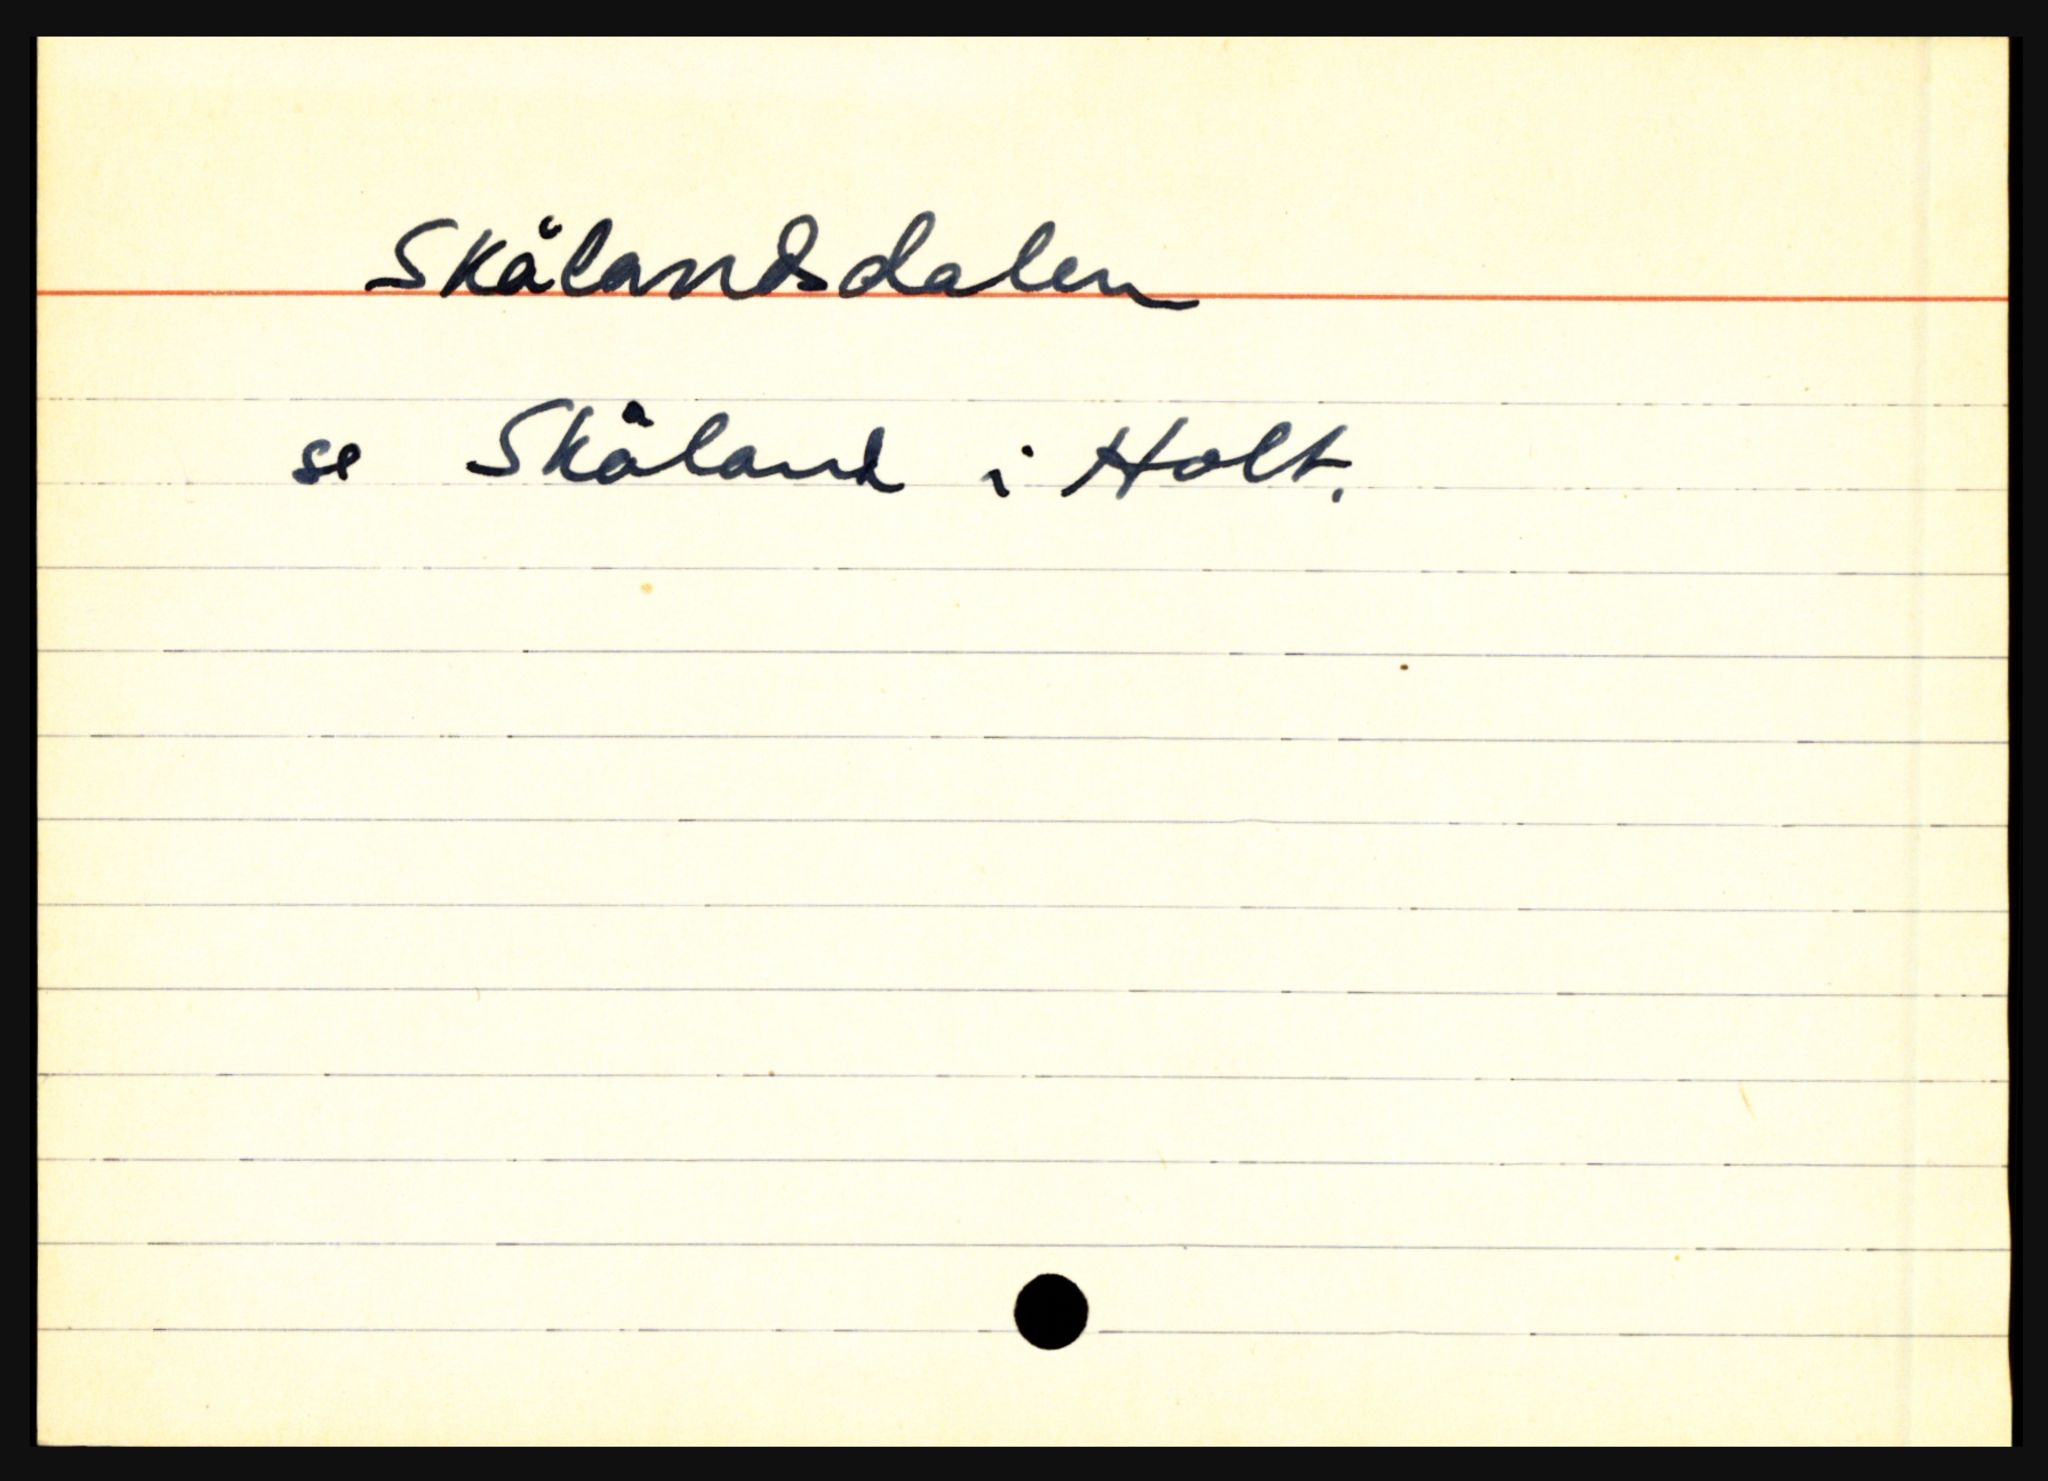 Skålandsdalen
se Skåland i Holt.